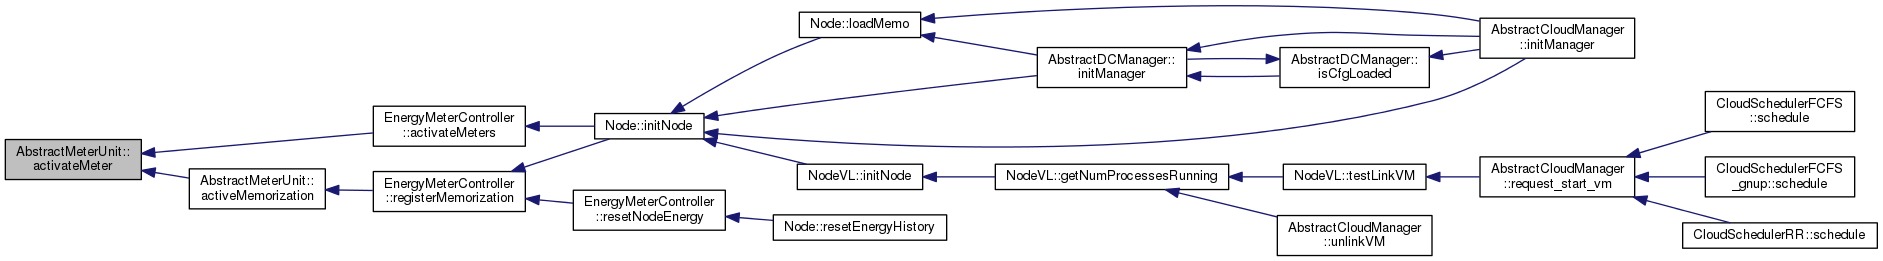 AbstractMeterUnit::
activateMeter
EnergyMeterController
::activateMeters
AbstractMeterUnit::
activeMemorization
EnergyMeterController
::registerMemorization
Node::initNode
EnergyMeterController
::resetNodeEnergy
Node::loadMemo
NodeVL::initNode
Node::resetEnergyHistory
AbstractDCManager::
initManager
NodeVL::getNumProcessesRunning
AbstractDCManager::
isCfgLoaded
NodeVL::testLinkVM
AbstractCloudManager
::unlinkVM
AbstractCloudManager
::initManager
AbstractCloudManager
::request_start_vm
CloudSchedulerFCFS
::schedule
CloudSchedulerFCFS
_gnup::schedule
CloudSchedulerRR::schedule